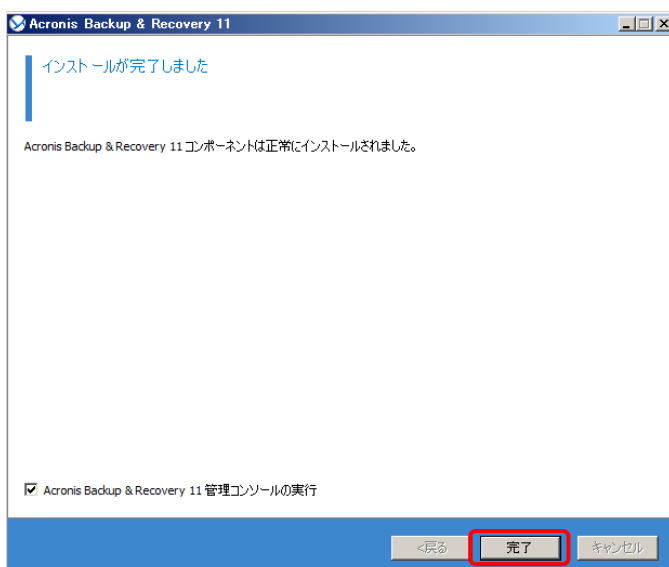 Acronis Backup & Recovery 11
インストールが完了しました
Acronis Backup & Recovery 11 コンポーネントは正常にインストールされました。
Acronis Backup & Recovery 11 管理コンソールの実行
<戻る 完了 キャンセル